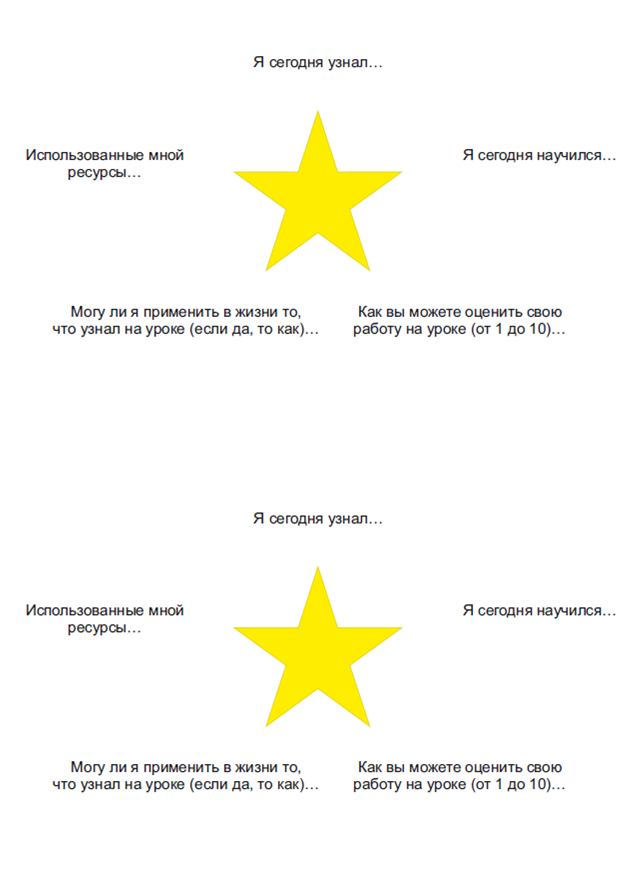 Я сегодня узнал…
Использованные мной
ресурсы…
Я сегодня научился…
Могу ли я применить в жизни то,
что узнал на уроке (если да, то как)…
Как вы можете оценить свою
работу на уроке (от 1 до 10)…
Я сегодня узнал…
Использованные мной
ресурсы…
Я сегодня научился…
Могу ли я применить в жизни то,
что узнал на уроке (если да, то как)…
Как вы можете оценить свою
работу на уроке (от 1 до 10)…